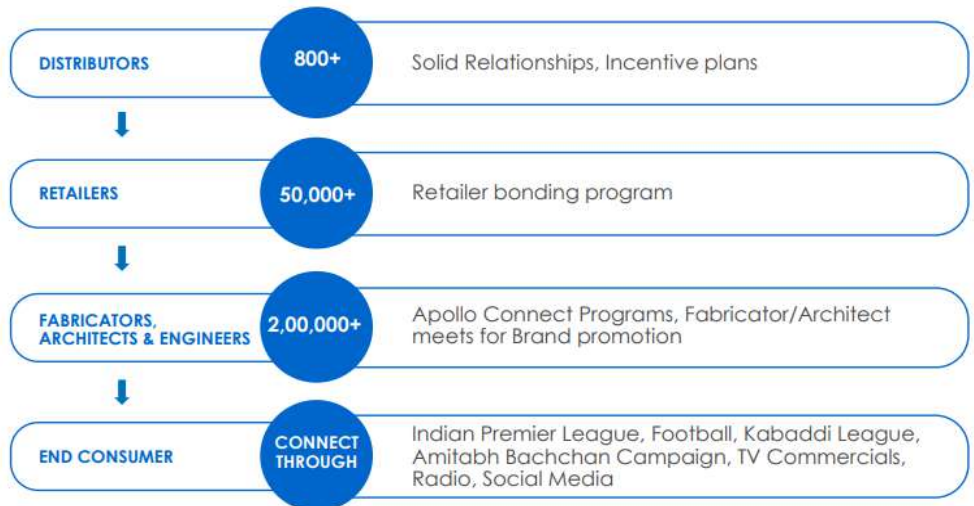 DISTRIBUTORS
800+
Solid Relationships, Incentive plans
RETAILERS
50,000+
Retailer bonding program
FABRICATORS,
ARCHITECTS & ENGINEERS
2,00,000+
Apollo Connect Programs, Fabricator/Architect
meets for Brand promotion
END CONSUMER
CONNECT
THROUGH
Indian Premier League, Football, Kabaddi League,
Amitabh Bachchan Campaign, TV Commercials,
Radio, Social Media